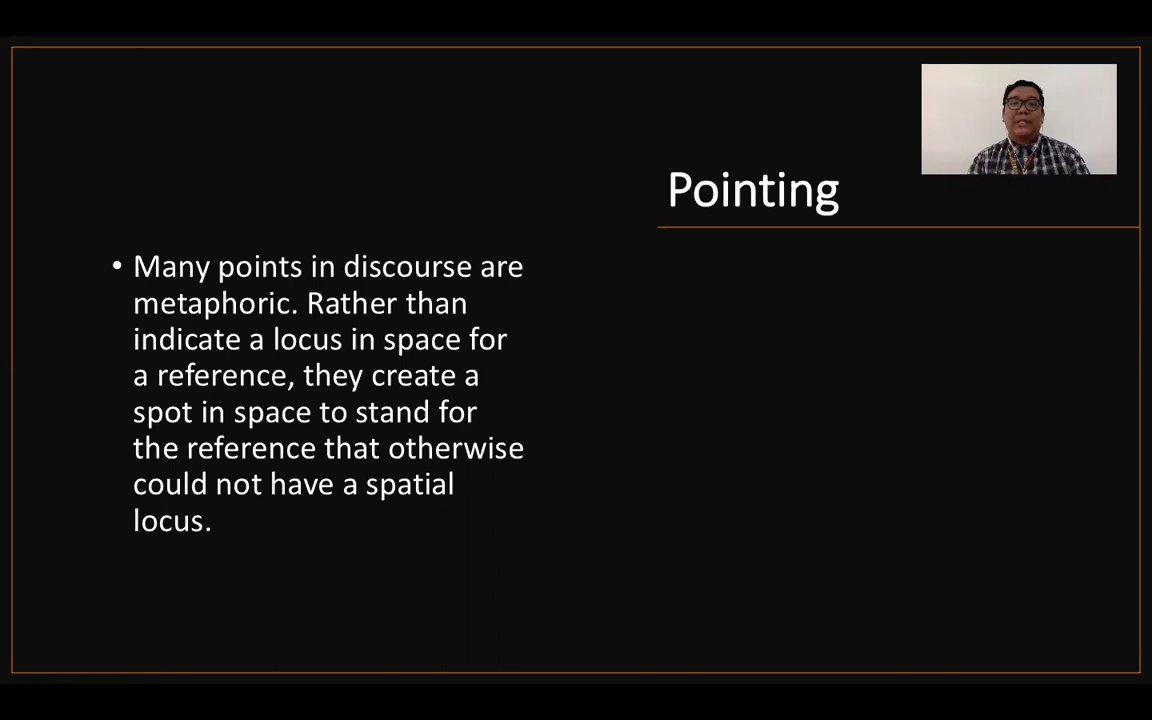 Pointing
• Many points in discourse are
metaphoric. Rather than
indicate a locus in space for
a reference, they create a
spot in space to stand for
the reference that otherwise
could not have a spatial
locus.